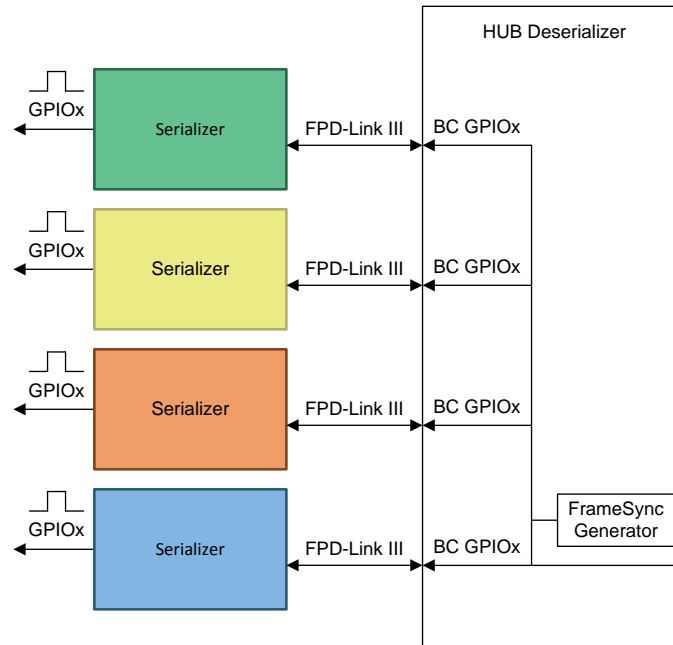 HUB Deserializer
GPIOx
Serializer
FPD-Link III
BC GPIOx
GPIOx
Serializer
FPD-Link III
BC GPIOx
GPIOx
Serializer
FPD-Link III
BC GPIOx
FrameSync
Generator
GPIOx
Serializer
FPD-Link III
BC GPIOx